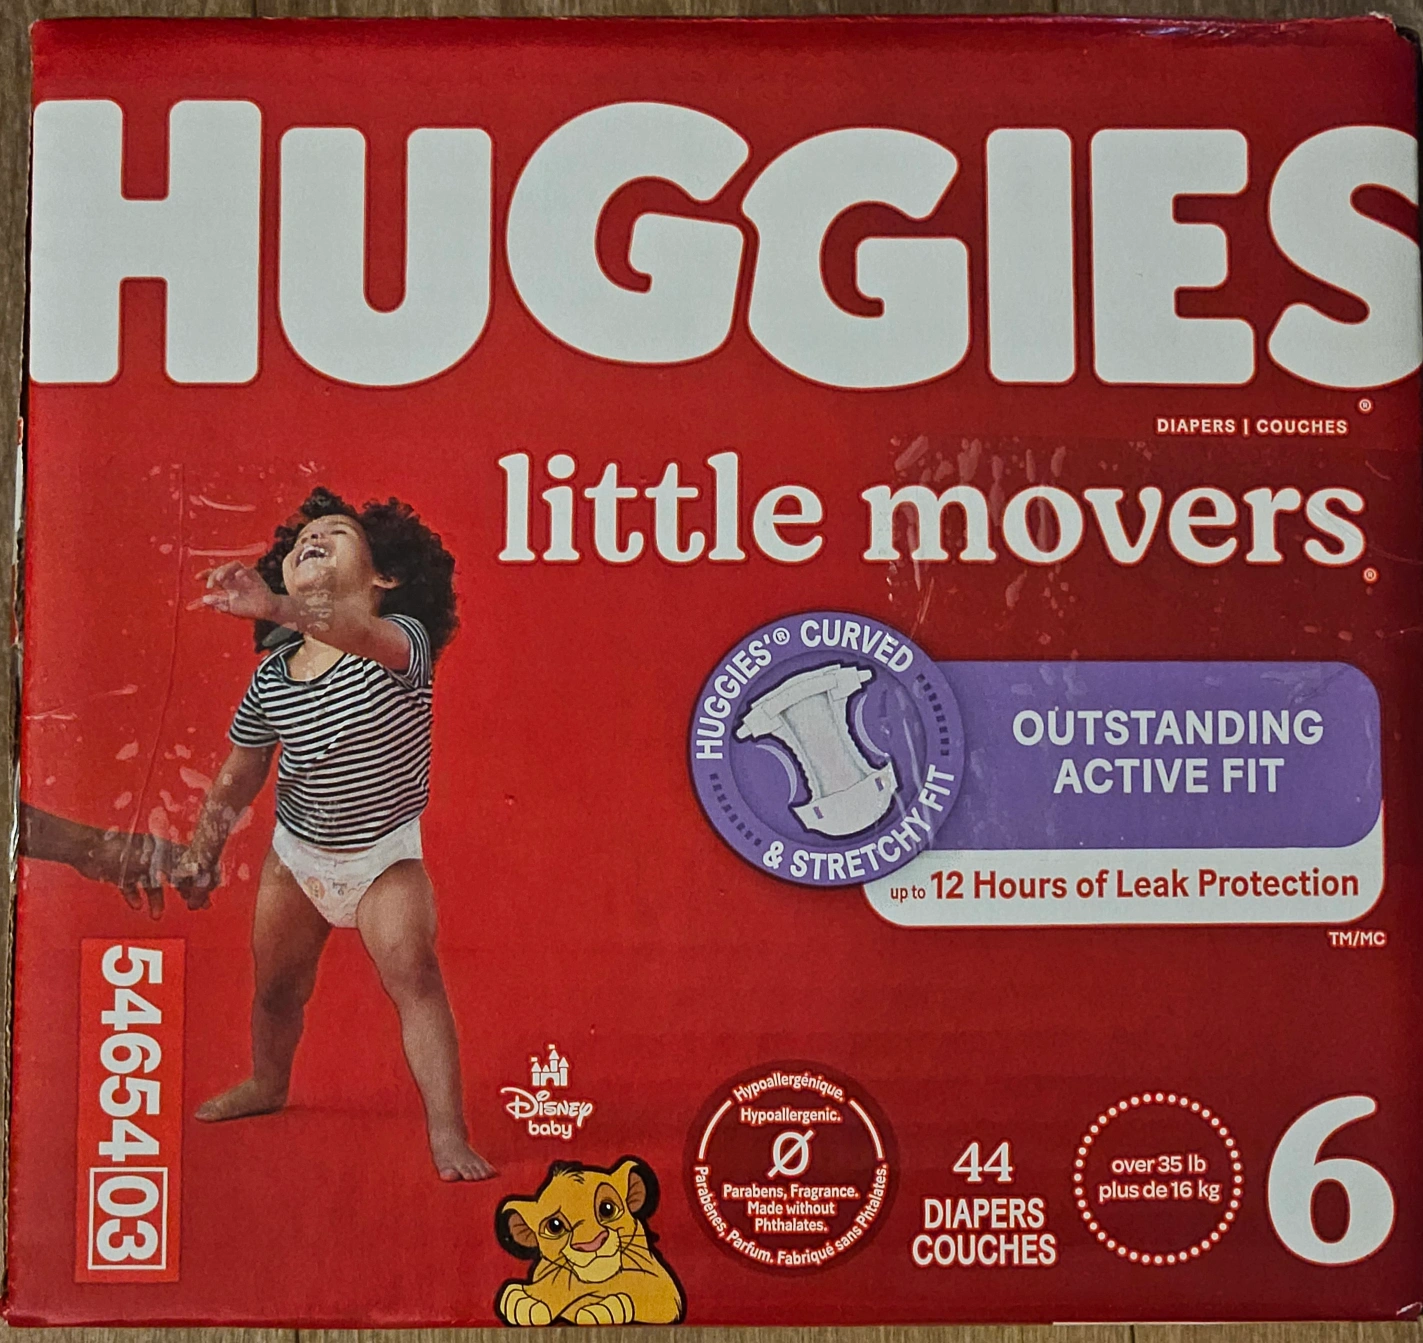 HUGGIES®
DIAPERS | COUCHES
little movers®
HUGGIES'® CURVED
& STRETCHY FIT
OUTSTANDING
ACTIVE FIT
up to 12 Hours of Leak Protection
TM/MC
54654 03
Disney
baby
Hypoallergénique.
Hypoallergenic.
Parabens, Fragrance.
Made without
Phthalates.
Parabènes, Parfum. Fabriqué sans Phtalates.
44
DIAPERS
COUCHES
over 35 lb
plus de 16 kg
6